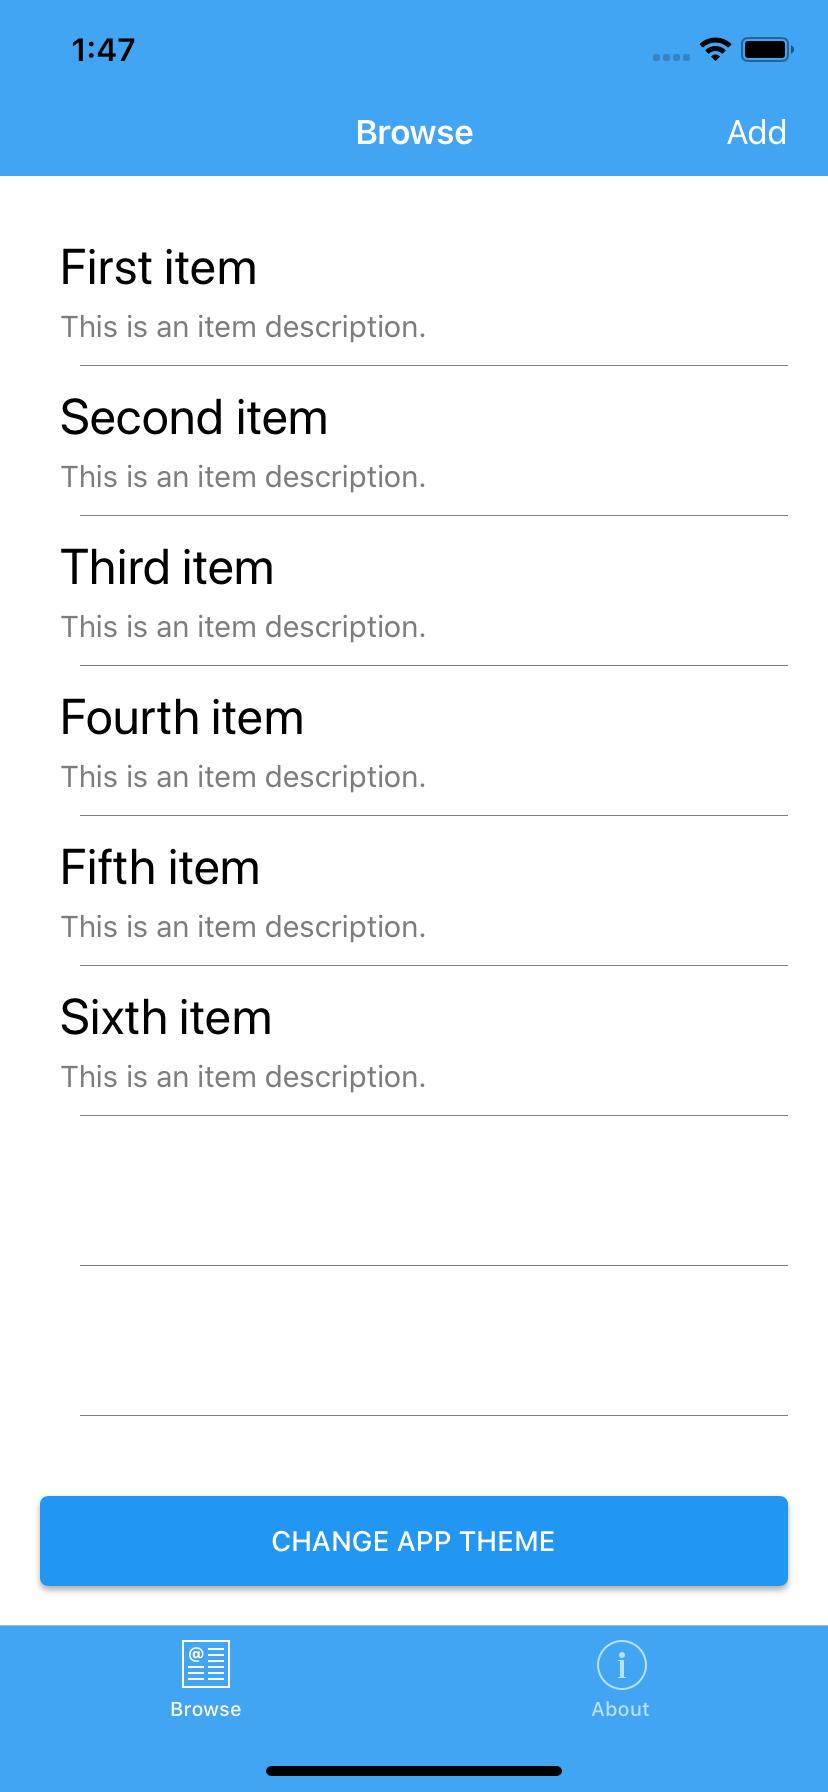 1:47
Browse
Add
First item
This is an item description.
Second item
This is an item description.
Third item
This is an item description.
Fourth item
This is an item description.
Fifth item
This is an item description.
Sixth item
This is an item description.
CHANGE APP THEME
@
i
Browse
About